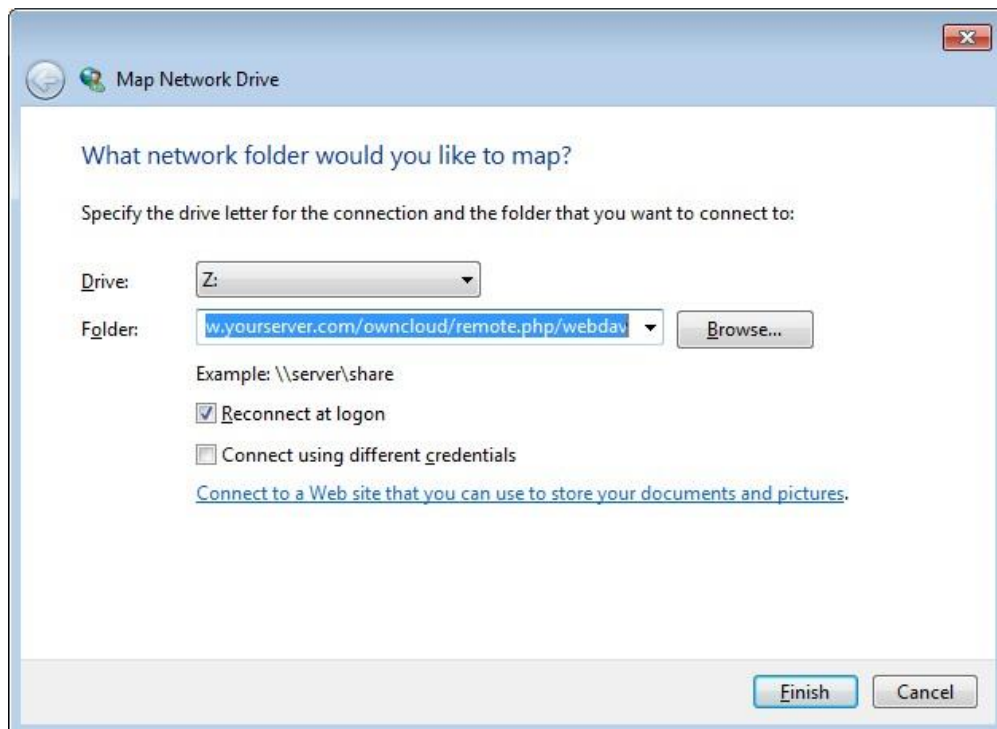 Map Network Drive
What network folder would you like to map?
Specify the drive letter for the connection and the folder that you want to connect to:
Drive: Z:
Folder: w.yourserver.com/owncloud/remote.php/webdav Browse...
Example: \\server\share
Reconnect at logon
Connect using different credentials
Connect to a Web site that you can use to store your documents and pictures.
Finish Cancel